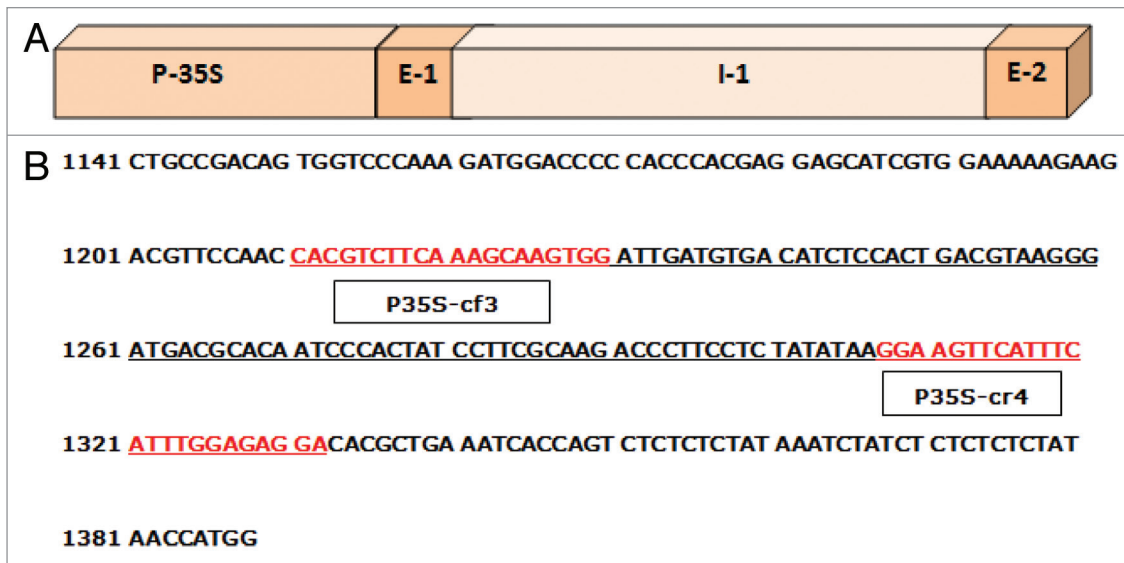 A
P-35S E-1 I-1 E-2
B
1141 CTGCCGACAG TGGTCCCAAA GATGGACCCC CACCCACGAG GAGCATCGTG GAAAAAGAAG
1201 ACGTTCCAAC CACGTCTTCA AAGCAAGTGG ATTGATGTGA CATCTCCACT GACGTAAGGG
P35S-cf3
1261 ATGACGCACA ATCCCACTAT CCTTCGCAAG ACCCTTCCTC TATATAAGGA AGTTCATTTC
P35S-cr4
1321 ATTTGGAGAG GACACGCTGA AATCACCAGT CTCTCTCTAT AAATCTATCT CTCTCTCTAT
1381 AACCATGG